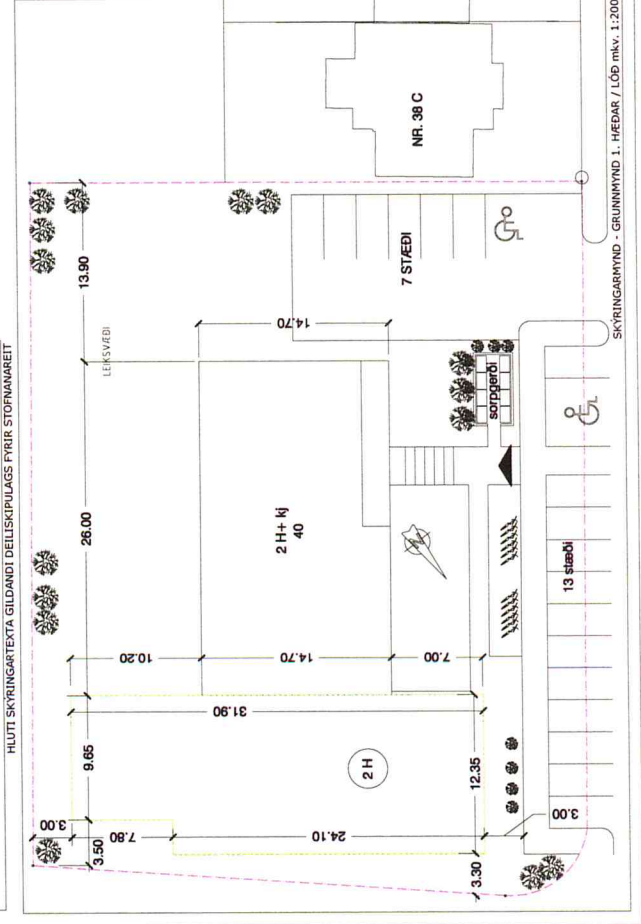 HLUTI SKÝRINGARTEXTA GILDANDI DEILISKIPULAGS FYRIR STOFNANAREIT
3.00
3.50
9.65
26.00
13.90
LEIKSVÆÐI
NR. 38 C
7.80
10.20
14.70
31.90
14.70
2 H+ kj
40
7 STÆÐI
2 H
24.10
7.00
N
sorpgerði
12.35
3.30
3.00
13 stæði
SKÝRINGARMYND - GRUNNMYND 1. HÆÐAR / LÓÐ mkv. 1:200